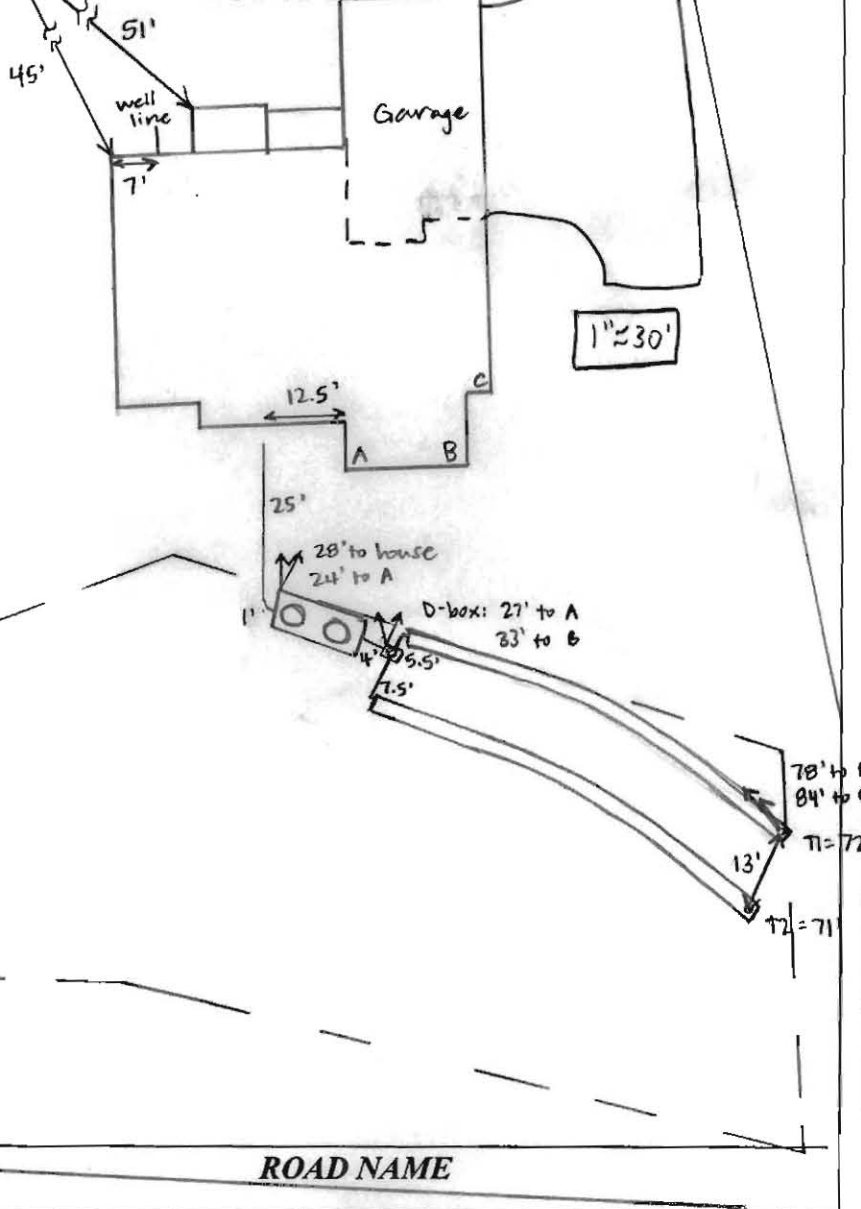 51'
45'
well
line
Garage
7'
1"≈30'
C
12.5'
A
B
25'
28' to house
24' to A
1'
D-box: 27' to A
33' to B
4'
5.5'
7.5'
78' to
84' to
T1= 72
13'
T2 = 71'
ROAD NAME